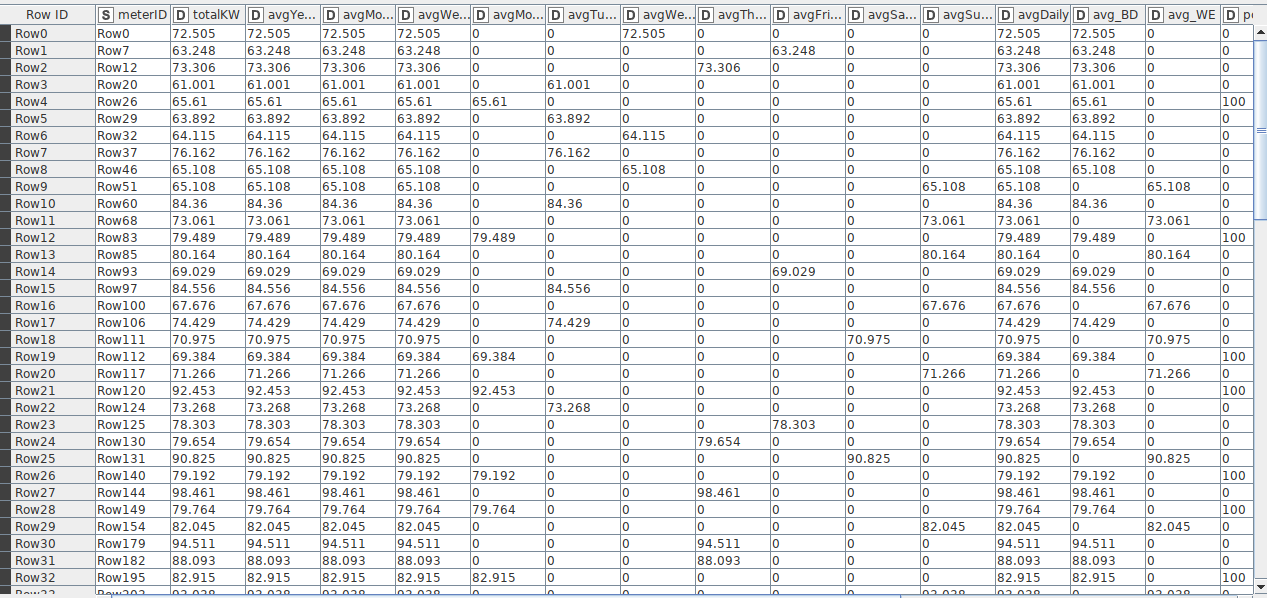 Row ID S meterID D totalKW D avgYe... D avgMo... D avgWe... D avgMo... D avgTu... D avgWe... D avgTh... D avgFri... D avgSa... D avgSu... D avgDaily D avg_BD D avg_WE D
Row0 Row0 72.505 72.505 72.505 72.505 0 0 72.505 0 0 0 0 72.505 72.505 0 0
Row1 Row7 63.248 63.248 63.248 63.248 0 0 0 0 63.248 0 0 63.248 63.248 0 0
Row2 Row12 73.306 73.306 73.306 73.306 0 0 0 73.306 0 0 0 73.306 73.306 0 0
Row3 Row20 61.001 61.001 61.001 61.001 0 61.001 0 0 0 0 0 61.001 61.001 0 0
Row4 Row26 65.61 65.61 65.61 65.61 65.61 0 0 0 0 0 0 65.61 65.61 0 100
Row5 Row29 63.892 63.892 63.892 63.892 0 63.892 0 0 0 0 0 63.892 63.892 0 0
Row6 Row32 64.115 64.115 64.115 64.115 0 0 64.115 0 0 0 0 64.115 64.115 0 0
Row7 Row37 76.162 76.162 76.162 76.162 0 76.162 0 0 0 0 0 76.162 76.162 0 0
Row8 Row46 65.108 65.108 65.108 65.108 0 0 65.108 0 0 0 0 65.108 65.108 0 0
Row9 Row51 65.108 65.108 65.108 65.108 0 0 0 0 0 0 65.108 65.108 0 65.108 0
Row10 Row60 84.36 84.36 84.36 84.36 0 84.36 0 0 0 0 0 84.36 84.36 0 0
Row11 Row68 73.061 73.061 73.061 73.061 0 0 0 0 0 0 73.061 73.061 0 73.061 0
Row12 Row83 79.489 79.489 79.489 79.489 79.489 0 0 0 0 0 0 79.489 79.489 0 100
Row13 Row85 80.164 80.164 80.164 80.164 0 0 0 0 0 0 80.164 80.164 0 80.164 0
Row14 Row93 69.029 69.029 69.029 69.029 0 0 0 0 69.029 0 0 69.029 69.029 0 0
Row15 Row97 84.556 84.556 84.556 84.556 0 84.556 0 0 0 0 0 84.556 84.556 0 0
Row16 Row100 67.676 67.676 67.676 67.676 0 0 0 0 0 0 67.676 67.676 0 67.676 0
Row17 Row106 74.429 74.429 74.429 74.429 0 74.429 0 0 0 0 0 74.429 74.429 0 0
Row18 Row111 70.975 70.975 70.975 70.975 0 0 0 0 0 70.975 0 70.975 0 70.975 0
Row19 Row112 69.384 69.384 69.384 69.384 69.384 0 0 0 0 0 0 69.384 69.384 0 100
Row20 Row117 71.266 71.266 71.266 71.266 0 0 0 0 0 0 71.266 71.266 0 71.266 0
Row21 Row120 92.453 92.453 92.453 92.453 92.453 0 0 0 0 0 0 92.453 92.453 0 100
Row22 Row124 73.268 73.268 73.268 73.268 0 73.268 0 0 0 0 0 73.268 73.268 0 0
Row23 Row125 78.303 78.303 78.303 78.303 0 0 0 0 78.303 0 0 78.303 78.303 0 0
Row24 Row130 79.654 79.654 79.654 79.654 0 0 0 79.654 0 0 0 79.654 79.654 0 0
Row25 Row131 90.825 90.825 90.825 90.825 0 0 0 0 0 90.825 0 90.825 0 90.825 0
Row26 Row140 79.192 79.192 79.192 79.192 79.192 0 0 0 0 0 0 79.192 79.192 0 100
Row27 Row144 98.461 98.461 98.461 98.461 0 0 0 98.461 0 0 0 98.461 98.461 0 0
Row28 Row149 79.764 79.764 79.764 79.764 79.764 0 0 0 0 0 0 79.764 79.764 0 100
Row29 Row154 82.045 82.045 82.045 82.045 0 0 0 0 0 0 82.045 82.045 0 82.045 0
Row30 Row179 94.511 94.511 94.511 94.511 0 0 0 94.511 0 0 0 94.511 94.511 0 0
Row31 Row182 88.093 88.093 88.093 88.093 0 0 0 88.093 0 0 0 88.093 88.093 0 0
Row32 Row195 82.915 82.915 82.915 82.915 82.915 0 0 0 0 0 0 82.915 82.915 0 100